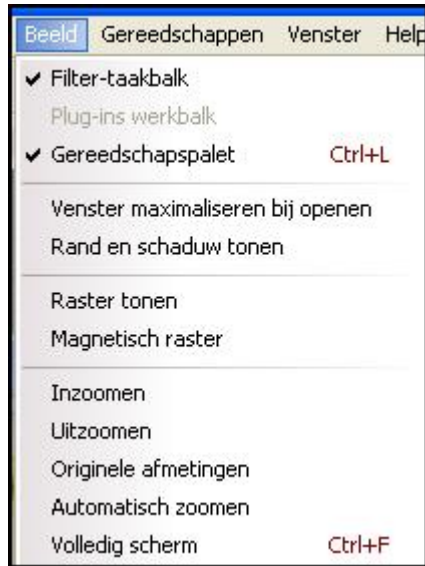 Beeld Gereedschappen Venster Help
Filter-taakbalk
Plug-ins werkbalk
Gereedschapspalet Ctrl+L
Venster maximaliseren bij openen
Rand en schaduw tonen
Raster tonen
Magnetisch raster
Inzoomen
Uitzoomen
Originele afmetingen
Automatisch zoomen
Volledig scherm Ctrl+F